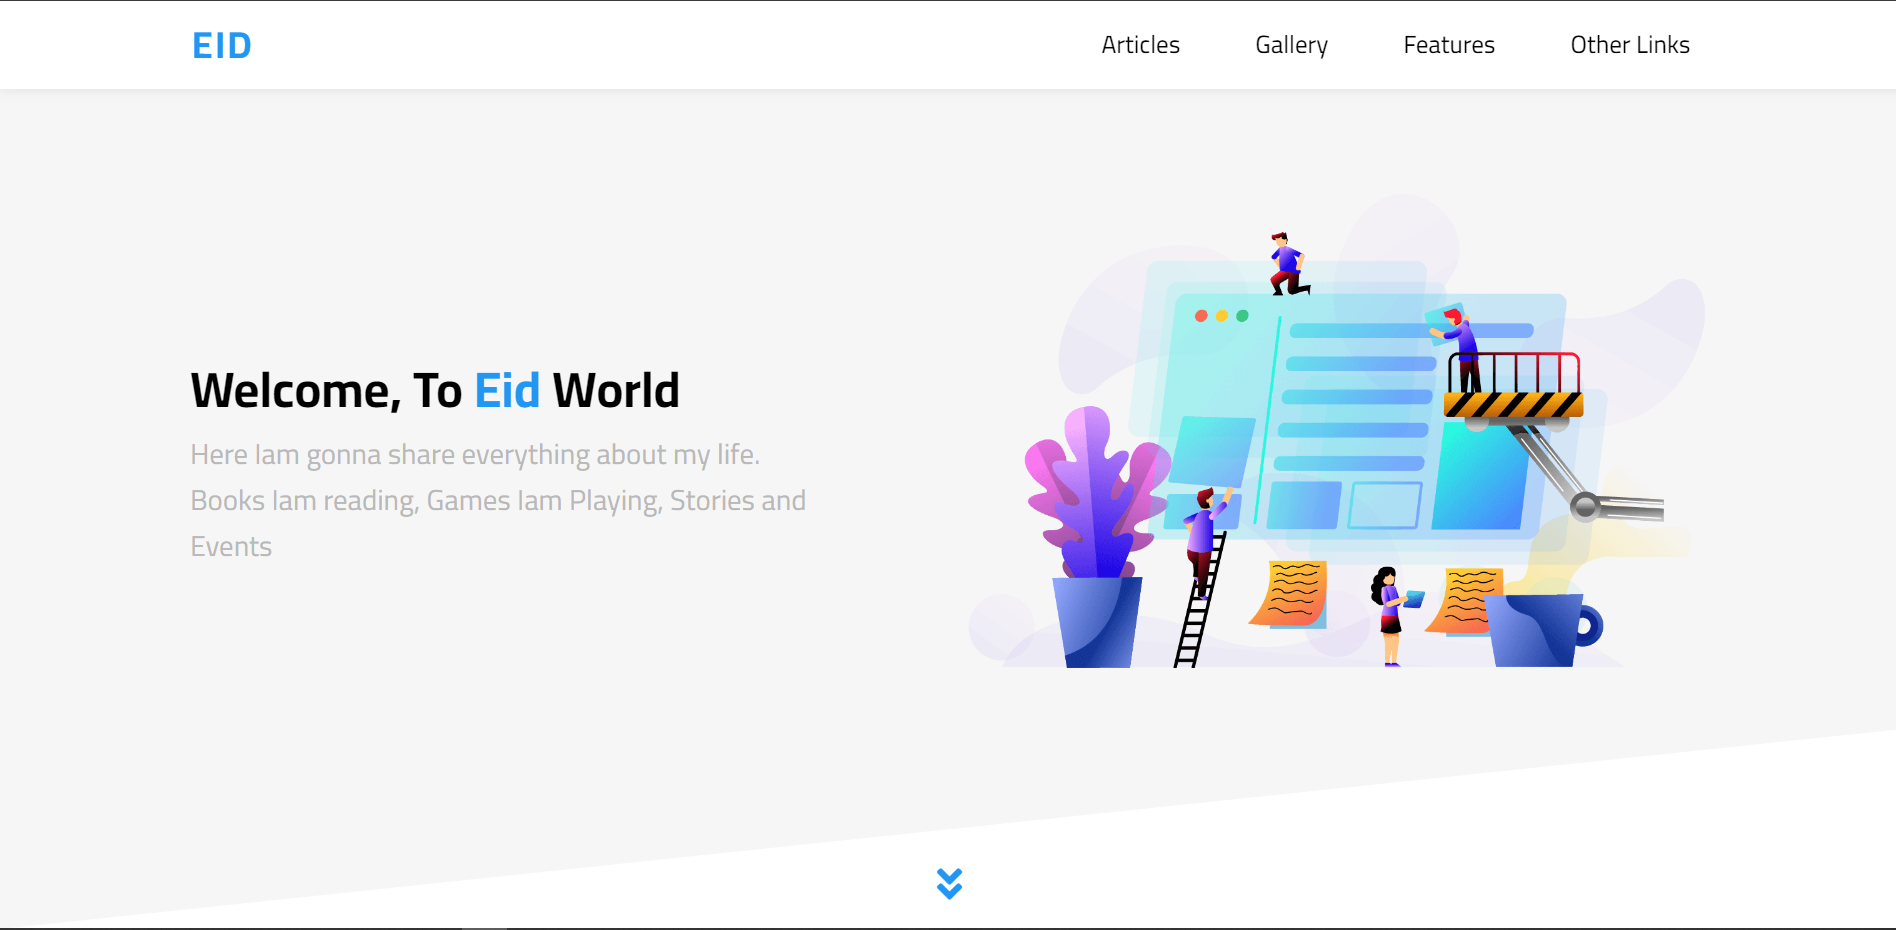 EID
Articles Gallery Features Other Links
Welcome, To Eid World
Here Iam gonna share everything about my life.
Books Iam reading, Games Iam Playing, Stories and
Events